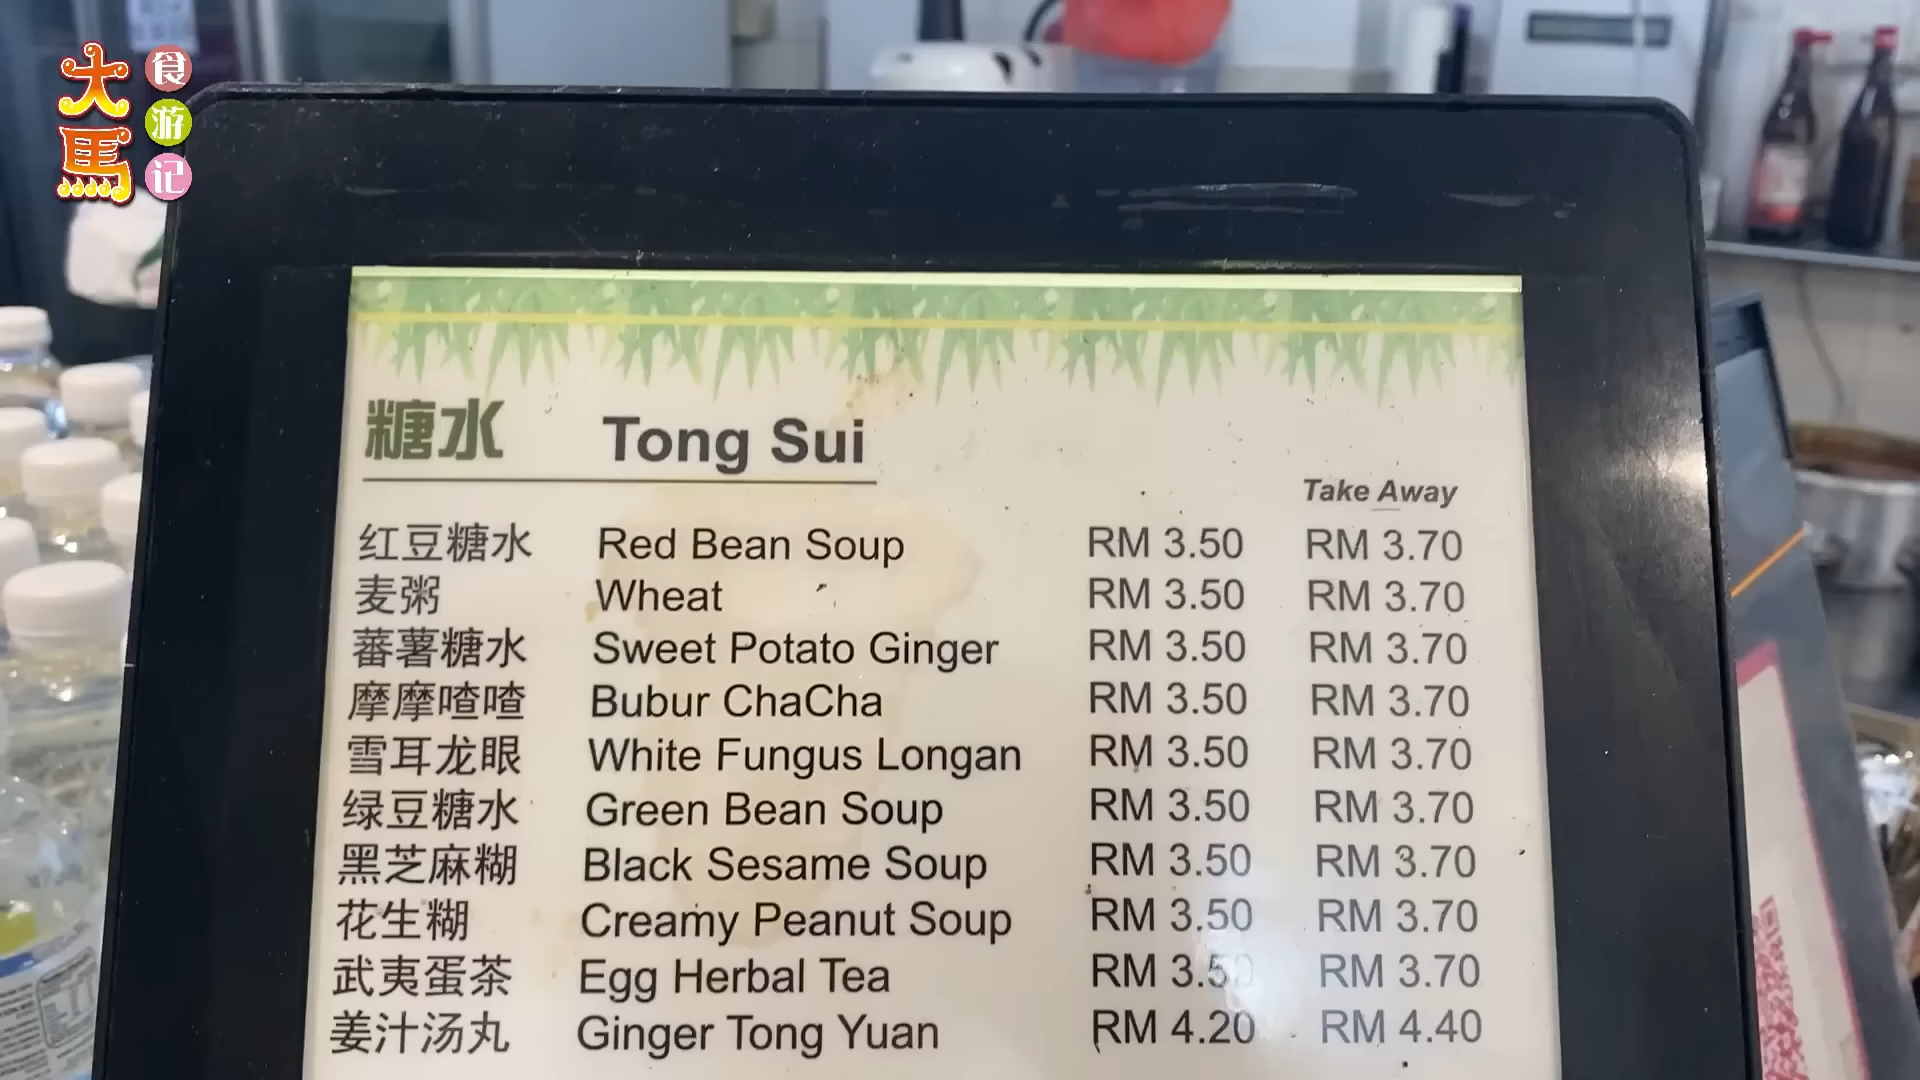 大馬
食游记
糖水 Tong Sui
Take Away
红豆糖水 Red Bean Soup RM 3.50 RM 3.70
麦粥 Wheat RM 3.50 RM 3.70
蕃薯糖水 Sweet Potato Ginger RM 3.50 RM 3.70
摩摩喳喳 Bubur ChaCha RM 3.50 RM 3.70
雪耳龙眼 White Fungus Longan RM 3.50 RM 3.70
绿豆糖水 Green Bean Soup RM 3.50 RM 3.70
黑芝麻糊 Black Sesame Soup RM 3.50 RM 3.70
花生糊 Creamy Peanut Soup RM 3.50 RM 3.70
武夷蛋茶 Egg Herbal Tea RM 3.50 RM 3.70
姜汁汤丸 Ginger Tong Yuan RM 4.20 RM 4.40